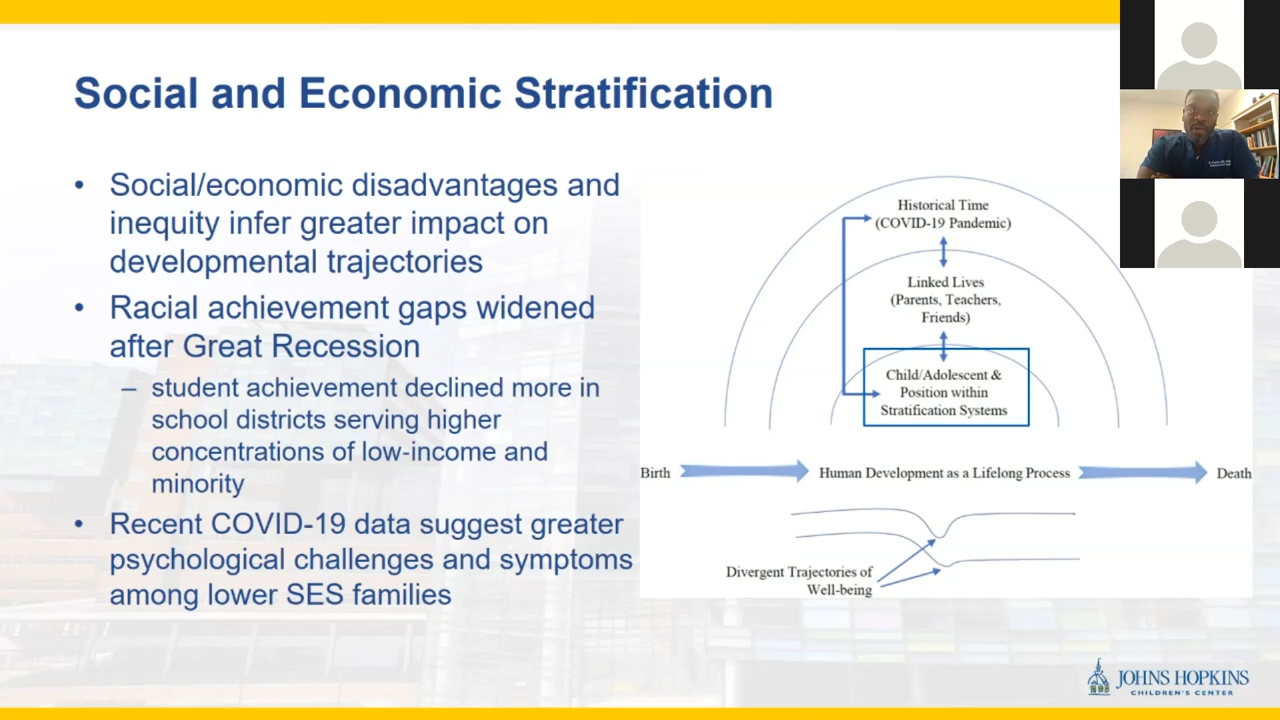 Social and Economic Stratification
• Social/economic disadvantages and
inequity infer greater impact on
developmental trajectories
• Racial achievement gaps widened
after Great Recession
– student achievement declined more in
school districts serving higher
concentrations of low-income and
minority
• Recent COVID-19 data suggest greater
psychological challenges and symptoms
among lower SES families
Historical Time
(COVID-19 Pandemic)
Linked Lives
(Parents, Teachers,
Friends)
Child/Adolescent &
Position within
Stratification Systems
Birth
Human Development as a Lifelong Process
Death
Divergent Trajectories of
Well-being
JOHNS HOPKINS
CHILDREN'S CENTER